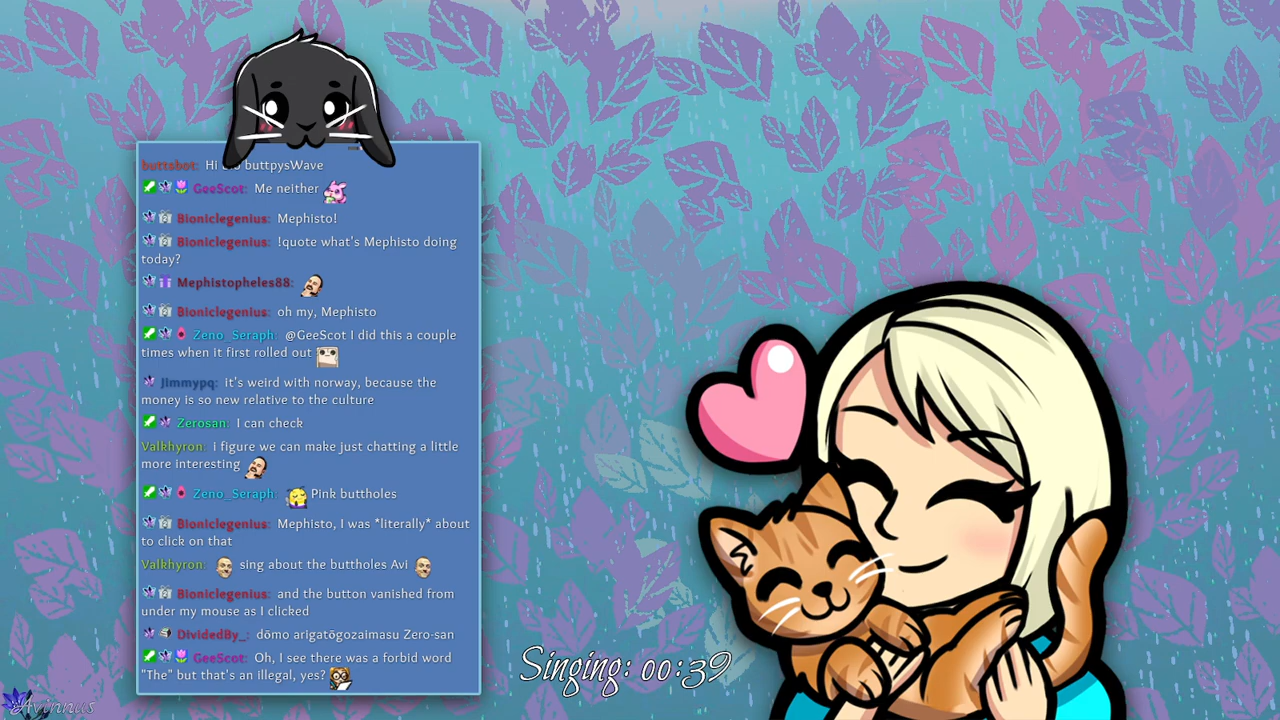 buttsbot: Hi buttpysWave
GeeScot: Me neither
Bioniclegenius: Mephisto!
Bioniclegenius: !quote what's Mephisto doing
today?
Mephistopheles88:
Bioniclegenius: oh my, Mephisto
Zeno_Seraph: @GeeScot I did this a couple
times when it first rolled out
Jimmypq: it's weird with norway, because the
money is so new relative to the culture
Zerosan: I can check
Valkhyron: i figure we can make just chatting a little
more interesting
Zeno_Seraph: Pink buttholes
Bioniclegenius: Mephisto, I was *literally* about
to click on that
Valkhyron: sing about the buttholes Avi
Bioniclegenius: and the button vanished from
under my mouse as I clicked
DividedBy_: dōmo arigatōgozaimasu Zero-san
GeeScot: Oh, I see there was a forbid word
"The" but that's an illegal, yes?
Singing: 00:39
Avinnus